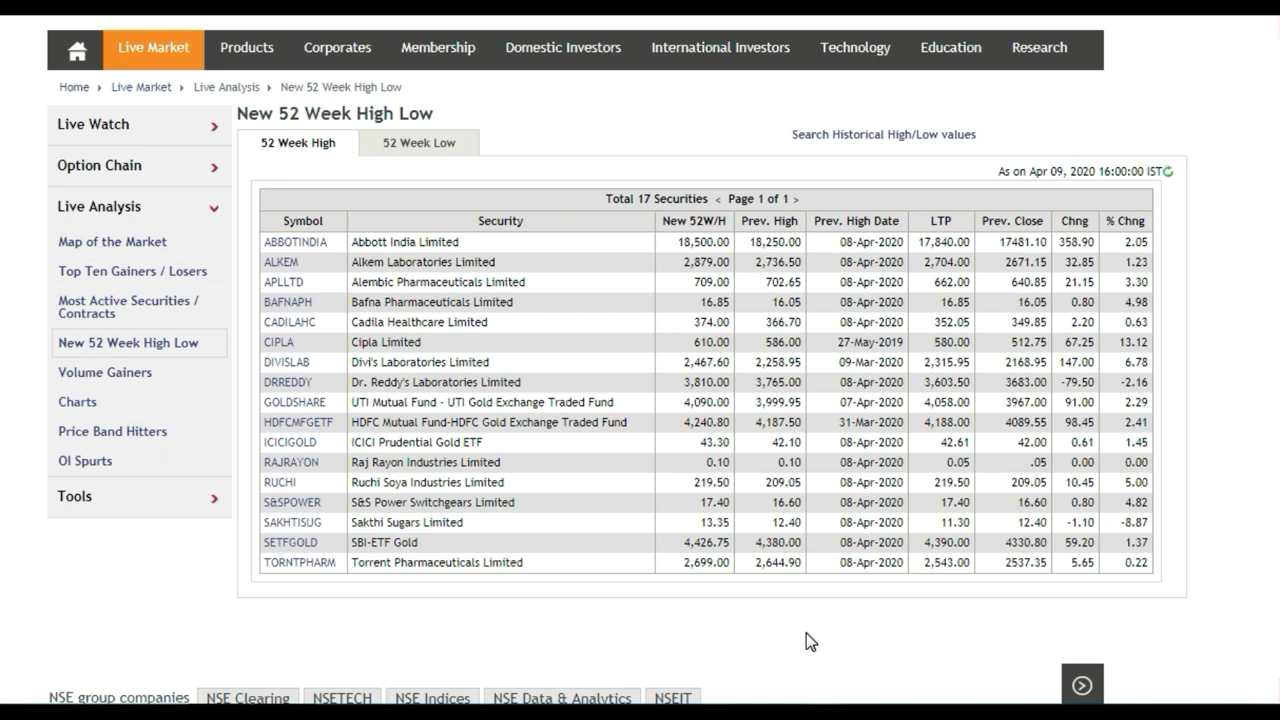 Live Market Products Corporates Membership Domestic Investors International Investors Technology Education Research
Home Live Market Live Analysis New 52 Week High Low
Live Watch
Option Chain
Live Analysis
Map of the Market
Top Ten Gainers / Losers
Most Active Securities /
Contracts
New 52 Week High Low
Volume Gainers
Charts
Price Band Hitters
OI Spurts
Tools
New 52 Week High Low
52 Week High 52 Week Low
Search Historical High/Low values
As on Apr 09, 2020 16:00:00 IST
Total 17 Securities < Page 1 of 1 >
Symbol Security New 52W/H Prev. High Prev. High Date LTP Prev. Close Chng % Chng
ABBOTINDIA Abbott India Limited 18,500.00 18,250.00 08-Apr-2020 17,840.00 17481.10 358.90 2.05
ALKEM Alkem Laboratories Limited 2,879.00 2,736.50 08-Apr-2020 2,704.00 2671.15 32.85 1.23
APLLTD Alembic Pharmaceuticals Limited 709.00 702.65 08-Apr-2020 662.00 640.85 21.15 3.30
BAFNAPH Bafna Pharmaceuticals Limited 16.85 16.05 08-Apr-2020 16.85 16.05 0.80 4.98
CADILAHC Cadila Healthcare Limited 374.00 366.70 08-Apr-2020 352.05 349.85 2.20 0.63
CIPLA Cipla Limited 610.00 586.00 27-May-2019 580.00 512.75 67.25 13.12
DIVISLAB Divi's Laboratories Limited 2,467.60 2,258.95 09-Mar-2020 2,315.95 2168.95 147.00 6.78
DRREDDY Dr. Reddy's Laboratories Limited 3,810.00 3,765.00 08-Apr-2020 3,603.50 3683.00 -79.50 -2.16
GOLDSHARE UTI Mutual Fund - UTI Gold Exchange Traded Fund 4,090.00 3,999.95 07-Apr-2020 4,058.00 3967.00 91.00 2.29
HDFCMFGETF HDFC Mutual Fund-HDFC Gold Exchange Traded Fund 4,240.80 4,187.50 31-Mar-2020 4,188.00 4089.55 98.45 2.41
ICICIGOLD ICICI Prudential Gold ETF 43.30 42.10 08-Apr-2020 42.61 42.00 0.61 1.45
RAJRAYON Raj Rayon Industries Limited 0.10 0.10 08-Apr-2020 0.05 .05 0.00 0.00
RUCHI Ruchi Soya Industries Limited 219.50 209.05 08-Apr-2020 219.50 209.05 10.45 5.00
S&SPOWER S&S Power Switchgears Limited 17.40 16.60 08-Apr-2020 17.40 16.60 0.80 4.82
SAKHTISUG Sakthi Sugars Limited 13.35 12.40 08-Apr-2020 11.30 12.40 -1.10 -8.87
SETFGOLD SBI-ETF Gold 4,426.75 4,380.00 08-Apr-2020 4,390.00 4330.80 59.20 1.37
TORNTPHARM Torrent Pharmaceuticals Limited 2,699.00 2,644.90 08-Apr-2020 2,543.00 2537.35 5.65 0.22
NSE group companies NSE Clearing NSETECH NSE Indices NSE Data & Analytics NSEIT